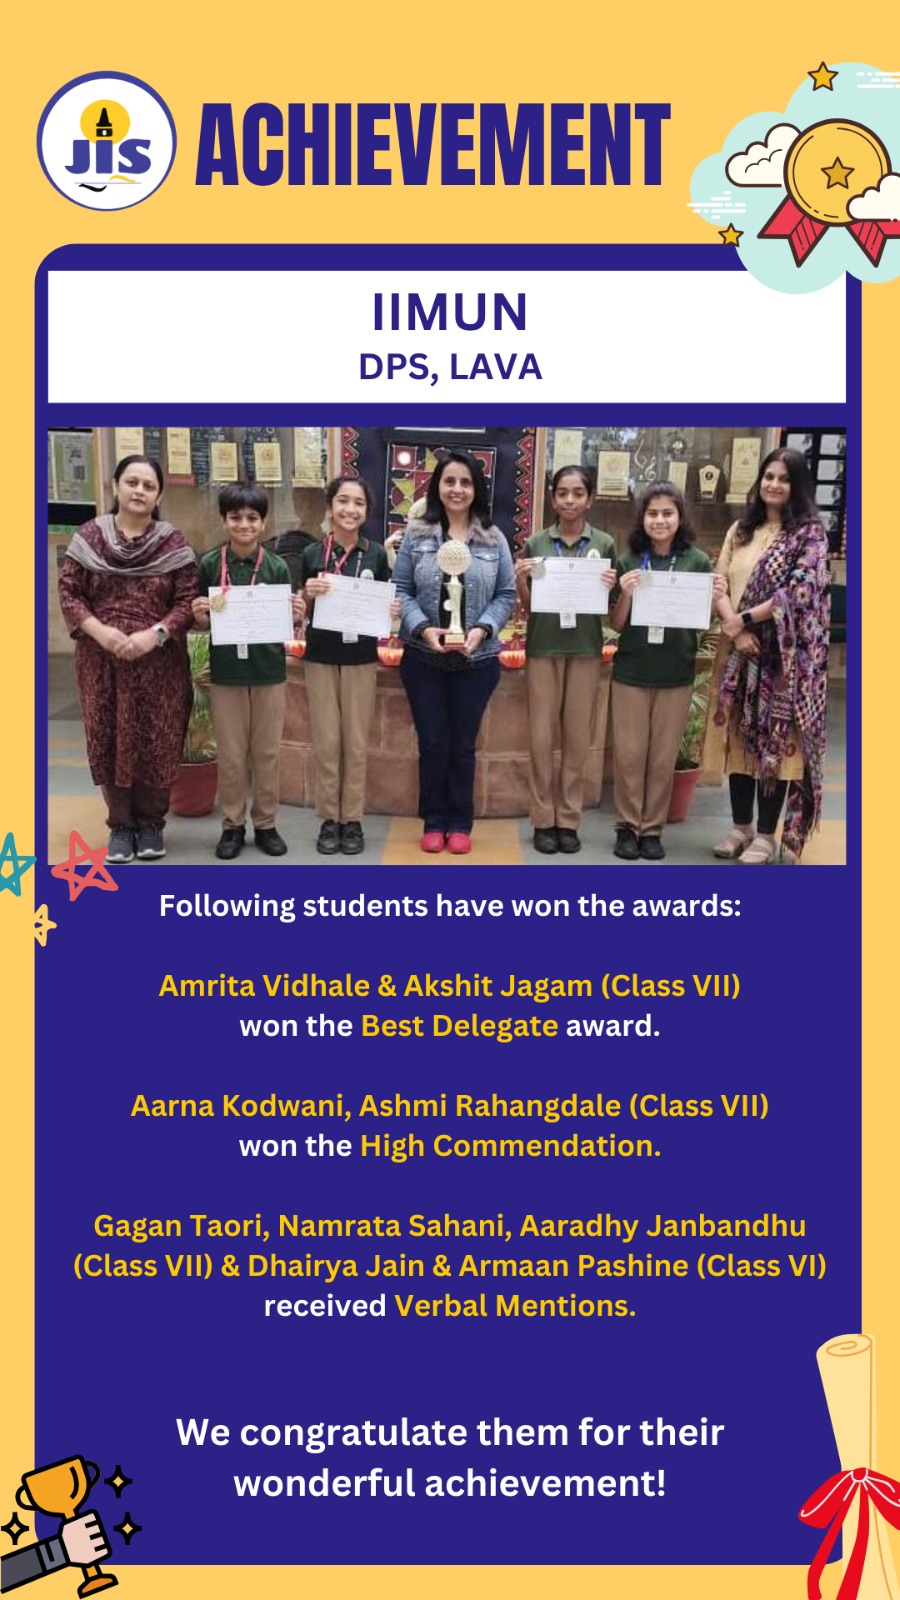 JIS
ACHIEVEMENT
IIMUN
DPS, LAVA
Following students have won the awards:
Amrita Vidhale & Akshit Jagam (Class VII)
won the Best Delegate award.
Aarna Kodwani, Ashmi Rahangdale (Class VII)
won the High Commendation.
Gagan Taori, Namrata Sahani, Aaradhy Janbandhu
(Class VII) & Dhairya Jain & Armaan Pashine (Class VI)
received Verbal Mentions.
We congratulate them for their
wonderful achievement!